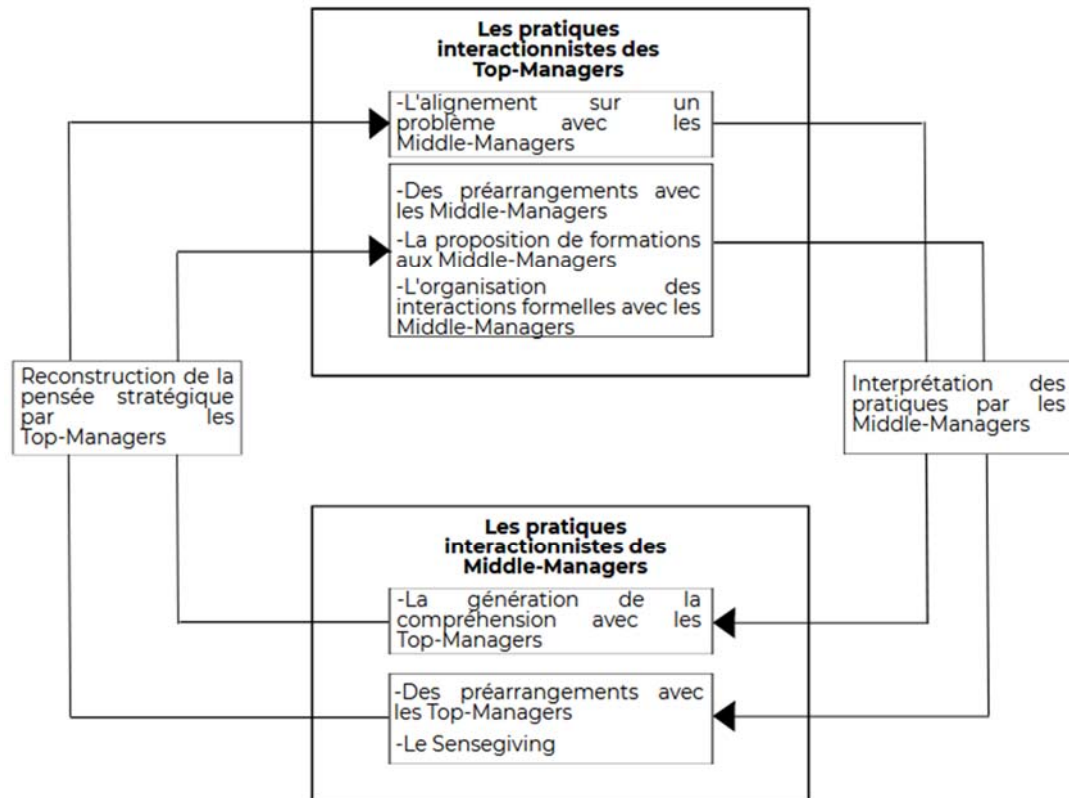 Les pratiques
interactionnistes des
Top-Managers
-L'alignement sur un
problème avec les
Middle-Managers
-Des préarrangements avec
les Middle-Managers
-La proposition de formations
aux Middle-Managers
-L'organisation des
interactions formelles avec les
Middle-Managers
Reconstruction de la
pensée stratégique
par les
Top-Managers
Interprétation des
pratiques par les
Middle-Managers
Les pratiques
interactionnistes des
Middle-Managers
-La génération de la
compréhension avec les
Top-Managers
-Des préarrangements avec
les Top-Managers
-Le Sensegiving